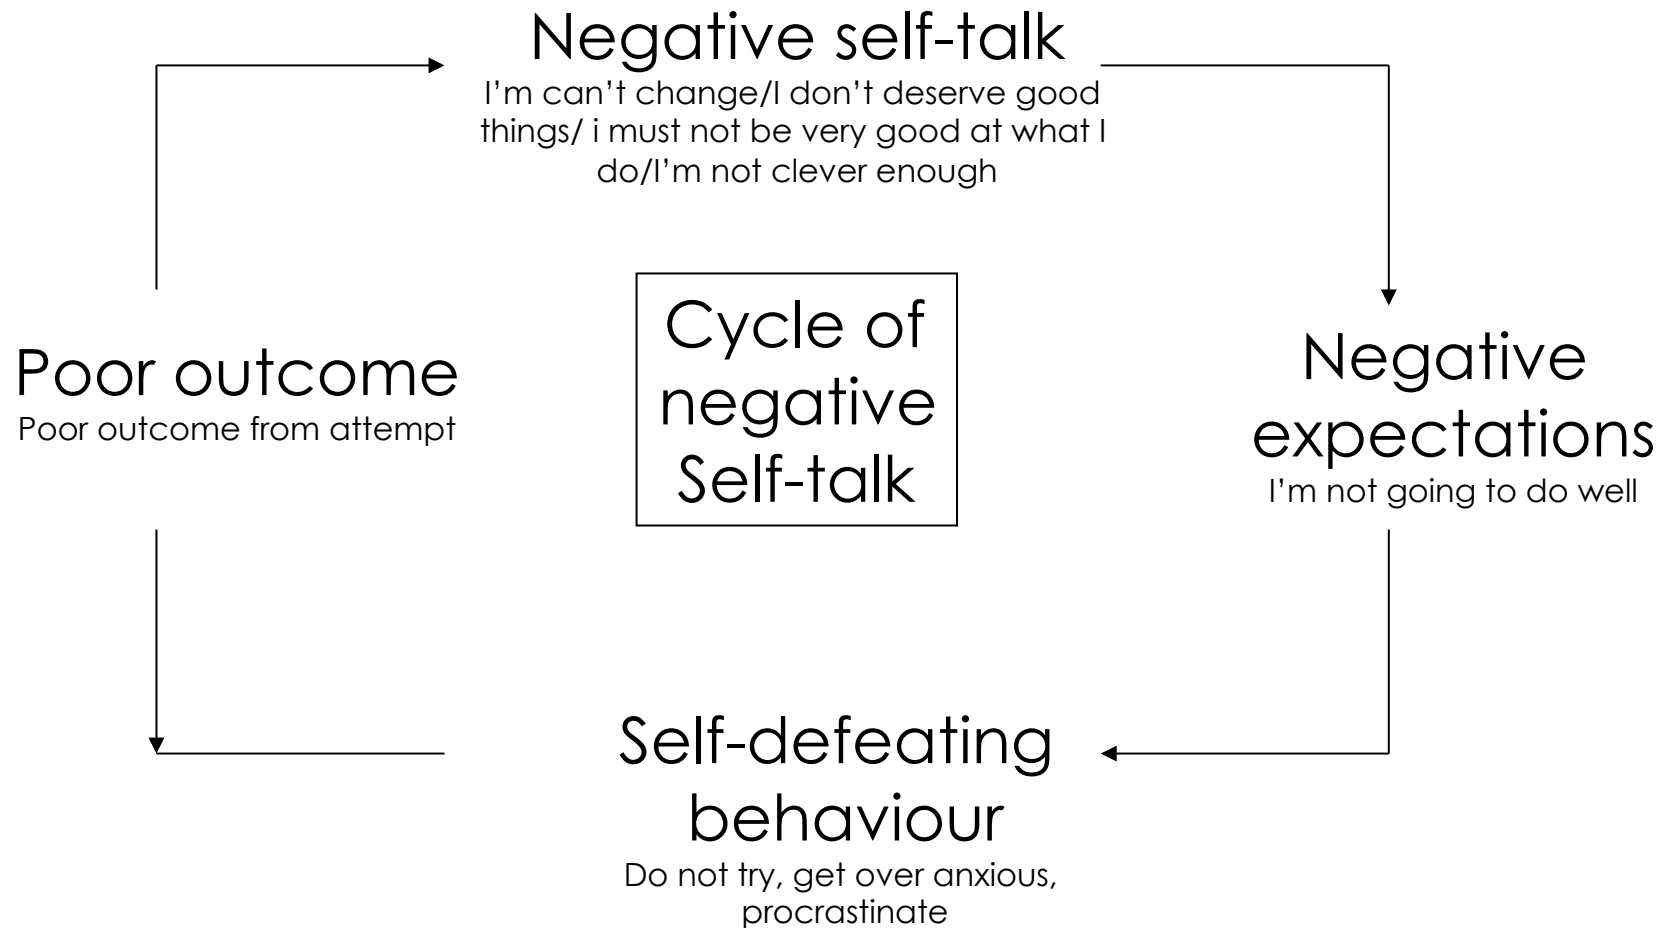 Negative self-talk
I’m can’t change/I don’t deserve good
things/ i must not be very good at what I
do/I’m not clever enough
Cycle of
negative
Self-talk
Poor outcome
Poor outcome from attempt
Negative
expectations
I’m not going to do well
Self-defeating
behaviour
Do not try, get over anxious,
procrastinate